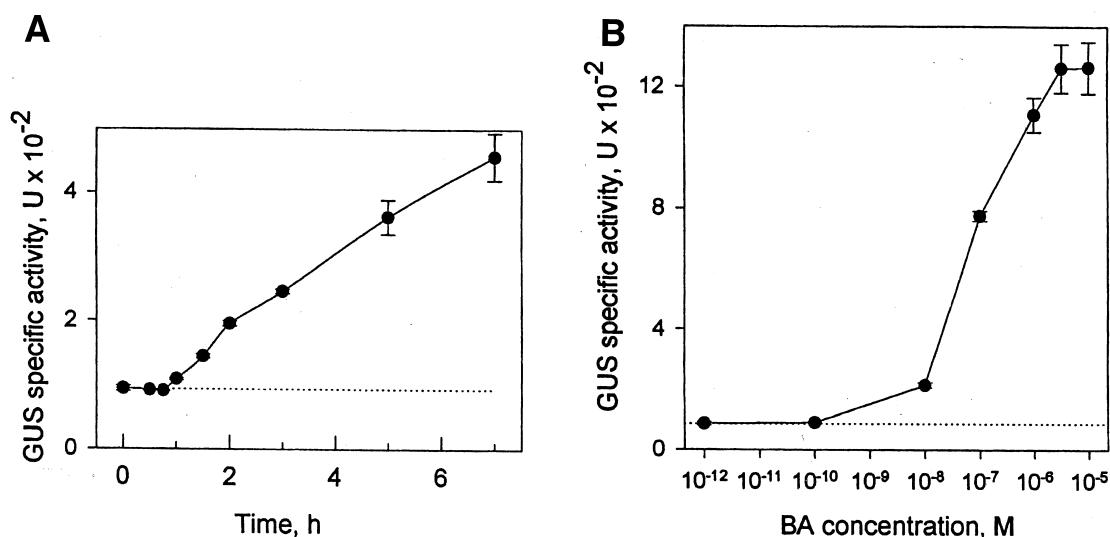 A
GUS specific activity, U x 10⁻²
4
2
0
0 2 4 6
Time, h
B
GUS specific activity, U x 10⁻²
12
8
4
0
10⁻¹² 10⁻¹¹ 10⁻¹⁰ 10⁻⁹ 10⁻⁸ 10⁻⁷ 10⁻⁶ 10⁻⁵
BA concentration, M